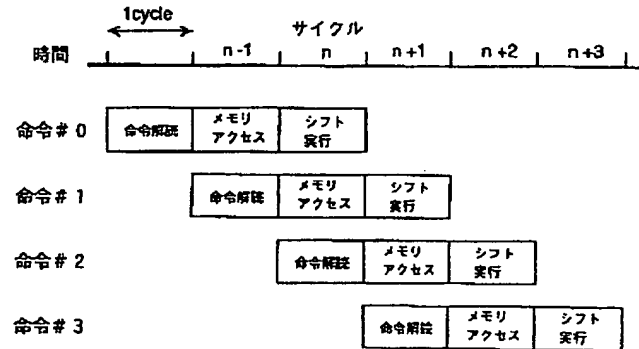 1cycle
サイクル
時間 n-1 n n+1 n+2 n+3
命令#0 命令解読 メモリ シフト
アクセス 実行
命令#1 命令解読 メモリ シフト
アクセス 実行
命令#2 命令解読 メモリ シフト
アクセス 実行
命令#3 命令解読 メモリ シフト
アクセス 実行